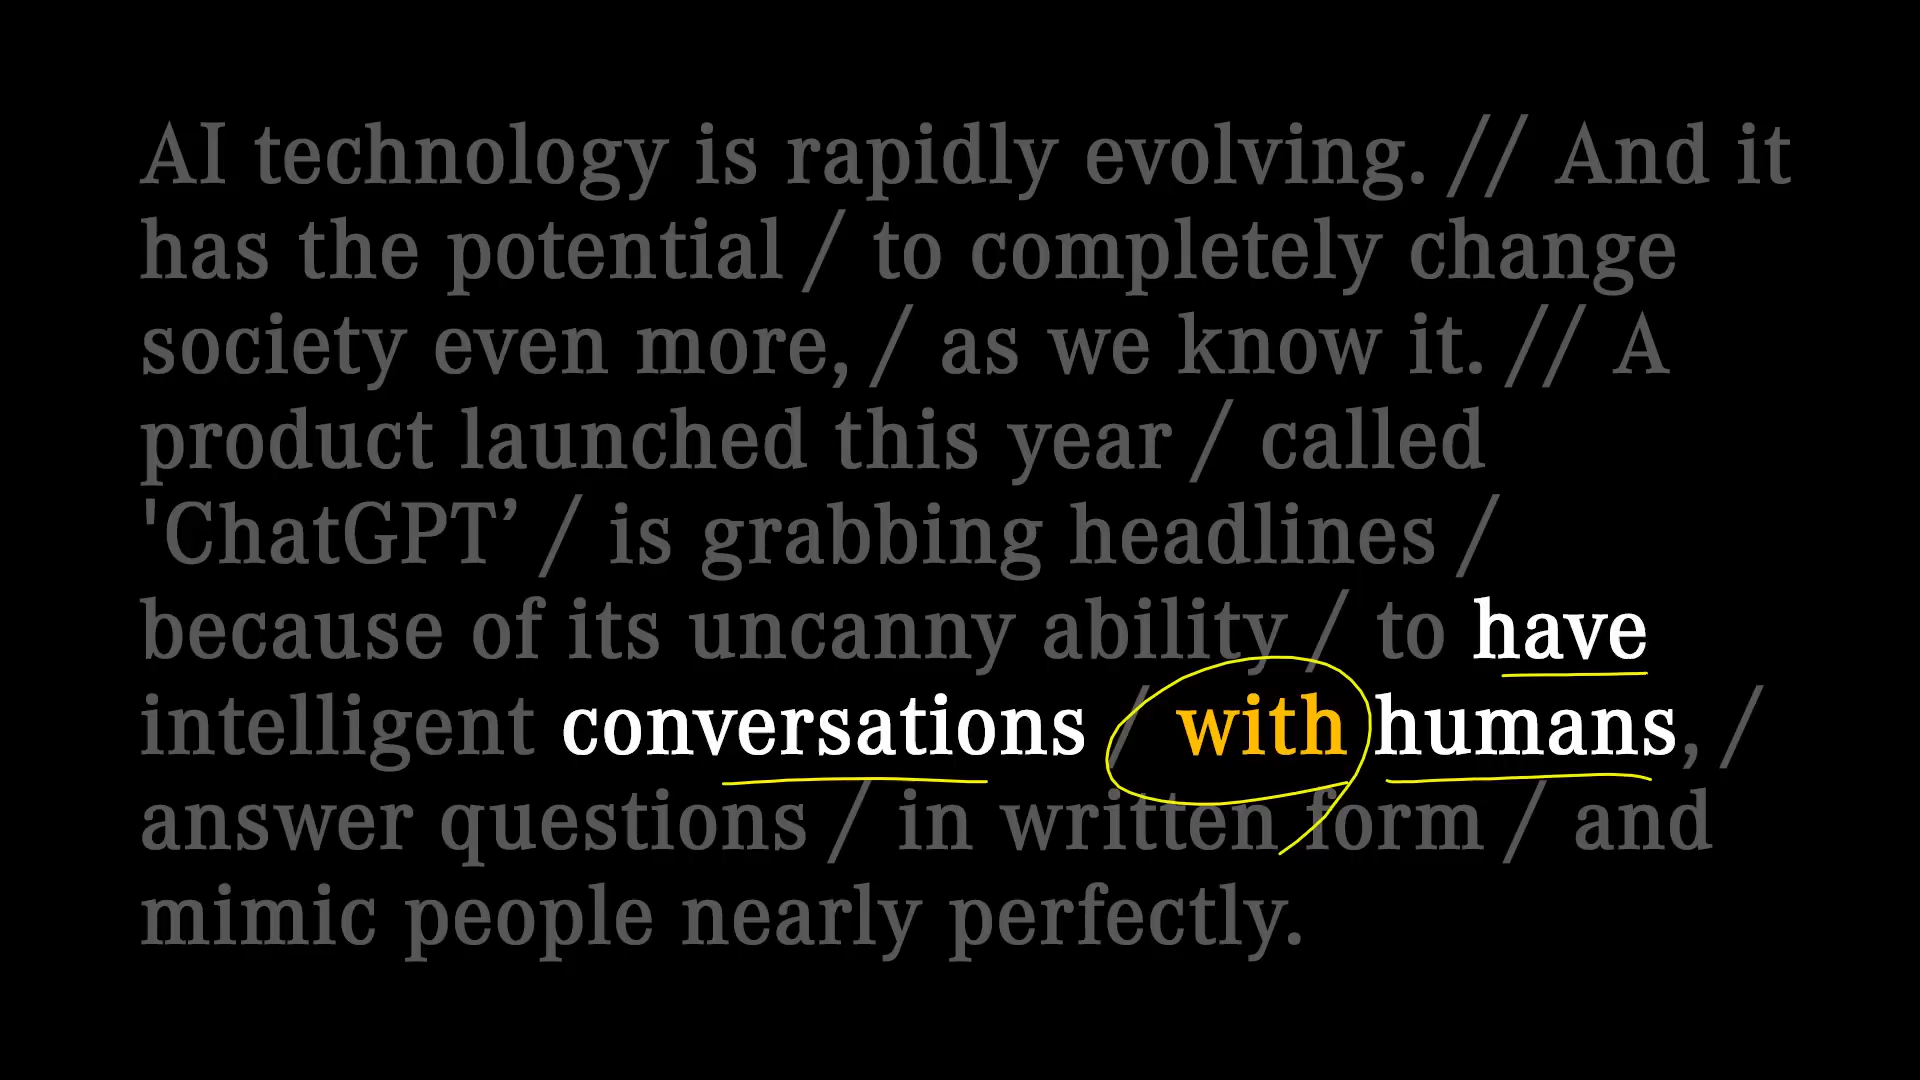 AI technology is rapidly evolving. // And it
has the potential / to completely change
society even more, / as we know it. // A
product launched this year / called
'ChatGPT’ / is grabbing headlines /
because of its uncanny ability / to have
intelligent conversations / with humans, /
answer questions / in written form / and
mimic people nearly perfectly.